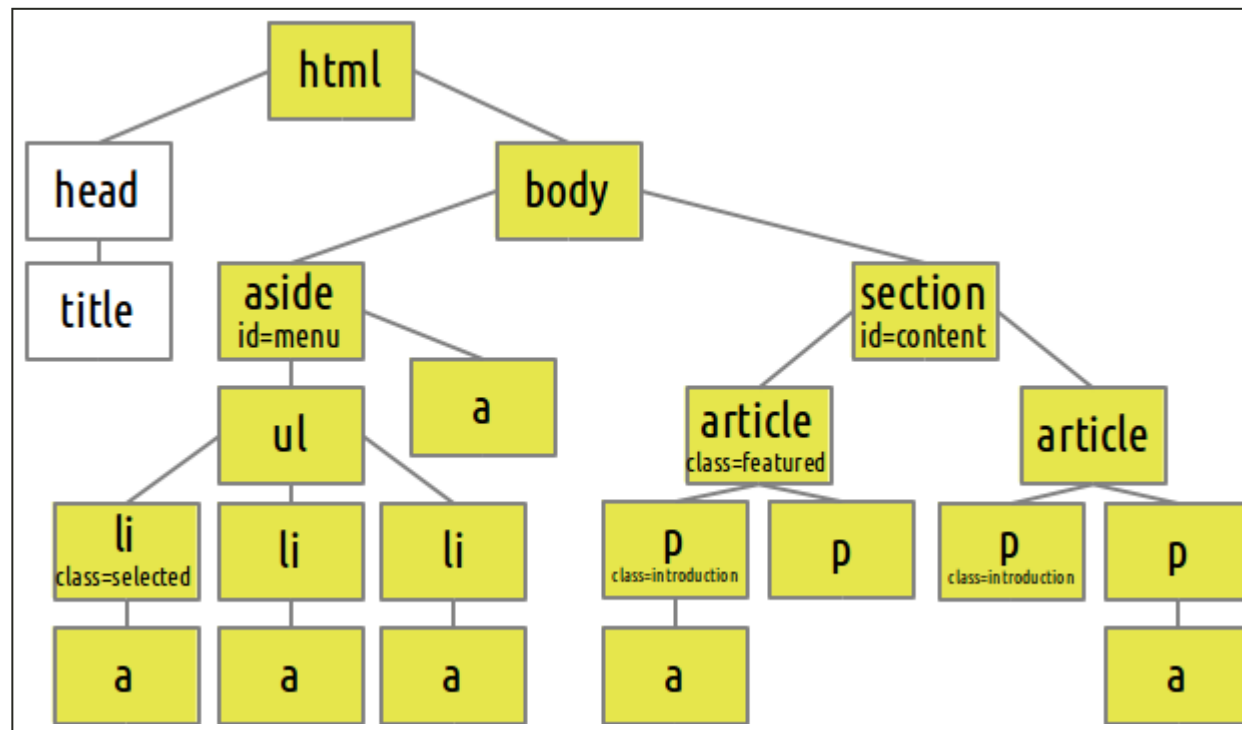 html
head
body
title
aside
id=menu
section
id=content
ul
a
article
class=featured
article
li
class=selected
li
li
p
class=introduction
p
p
class=introduction
p
a
a
a
a
a